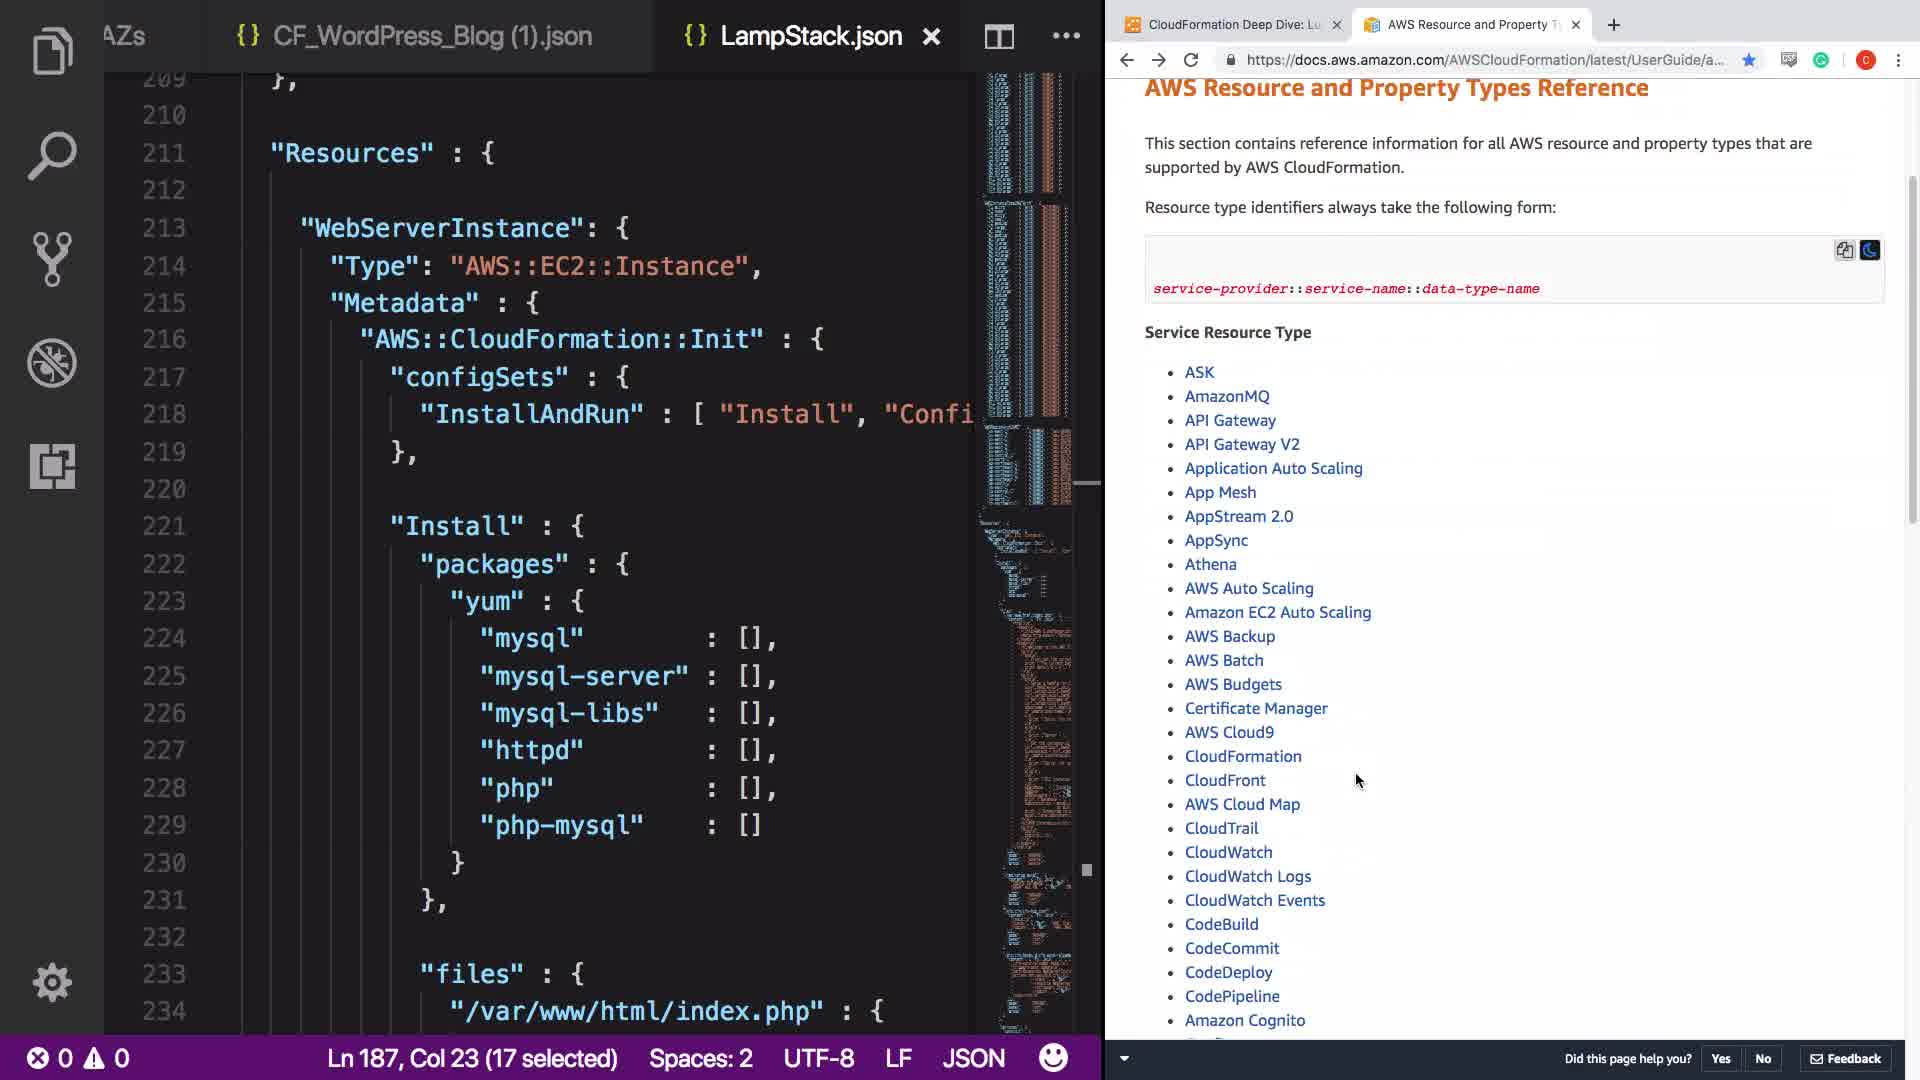 AZs
{} CF_WordPress_Blog (1).json
{} LampStack.json
209 },
210
211 "Resources" : {
212
213 "WebServerInstance": {
214 "Type": "AWS::EC2::Instance",
215 "Metadata" : {
216 "AWS::CloudFormation::Init" : {
217 "configSets" : {
218 "InstallAndRun" : [ "Install", "Confi
219 },
220
221 "Install" : {
222 "packages" : {
223 "yum" : {
224 "mysql" : [],
225 "mysql-server" : [],
226 "mysql-libs" : [],
227 "httpd" : [],
228 "php" : [],
229 "php-mysql" : []
230 }
231 },
232
233 "files" : {
234 "/var/www/html/index.php" : {
0 0 Ln 187, Col 23 (17 selected) Spaces: 2 UTF-8 LF JSON
CloudFormation Deep Dive: Lu
AWS Resource and Property T
https://docs.aws.amazon.com/AWSCloudFormation/latest/UserGuide/a...
C
AWS Resource and Property Types Reference
This section contains reference information for all AWS resource and property types that are
supported by AWS CloudFormation.
Resource type identifiers always take the following form:
service-provider::service-name::data-type-name
Service Resource Type
• ASK
• AmazonMQ
• API Gateway
• API Gateway V2
• Application Auto Scaling
• App Mesh
• AppStream 2.0
• AppSync
• Athena
• AWS Auto Scaling
• Amazon EC2 Auto Scaling
• AWS Backup
• AWS Batch
• AWS Budgets
• Certificate Manager
• AWS Cloud9
• CloudFormation
• CloudFront
• AWS Cloud Map
• CloudTrail
• CloudWatch
• CloudWatch Logs
• CloudWatch Events
• CodeBuild
• CodeCommit
• CodeDeploy
• CodePipeline
• Amazon Cognito
Did this page help you? Yes No Feedback